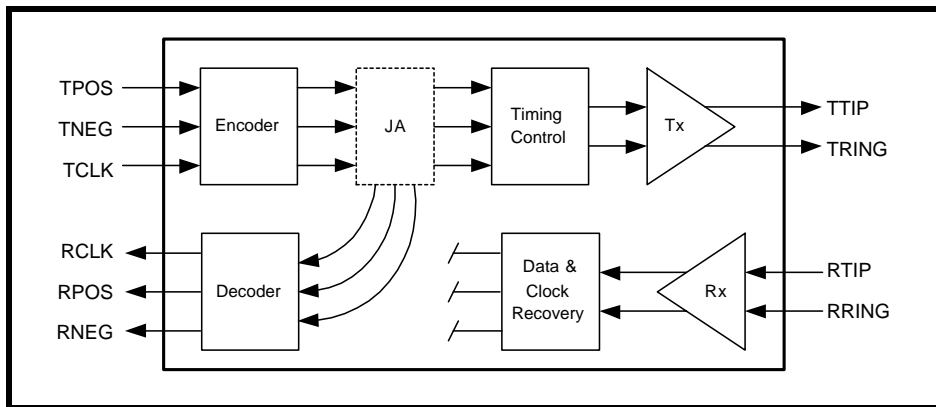 TPOS
TNEG
TCLK
Encoder
JA
Timing
Control
Tx
TTIP
TRING
RCLK
RPOS
RNEG
Decoder
Data &
Clock
Recovery
Rx
RTIP
RRING